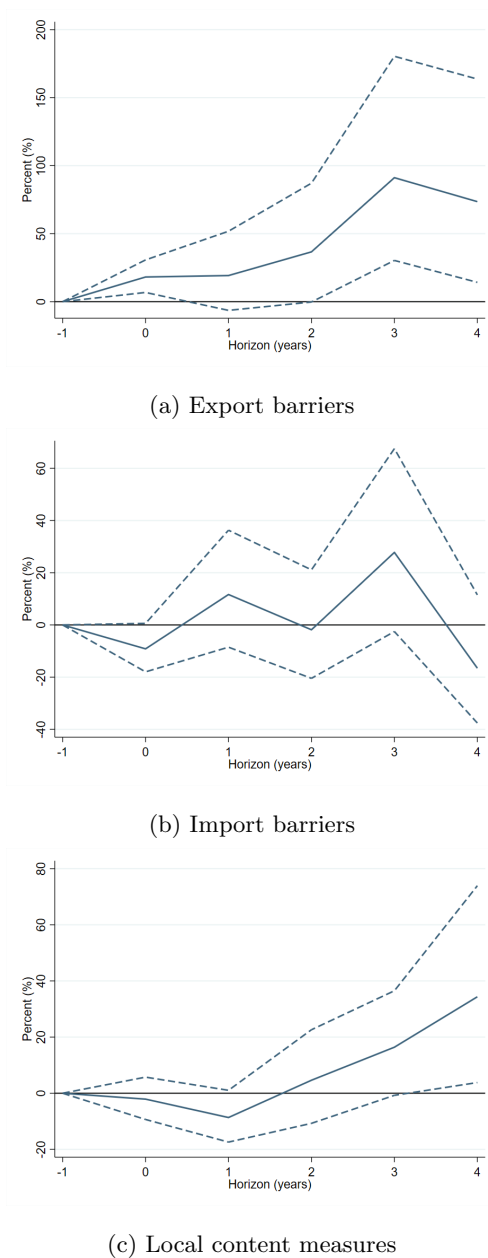 200
150
100
50
0
Percent (%)
-1 0 1 2 3 4
Horizon (years)
(a) Export barriers
60
40
20
0
-20
-40
Percent (%)
-1 0 1 2 3 4
Horizon (years)
(b) Import barriers
80
60
40
20
0
-20
Percent (%)
-1 0 1 2 3 4
Horizon (years)
(c) Local content measures